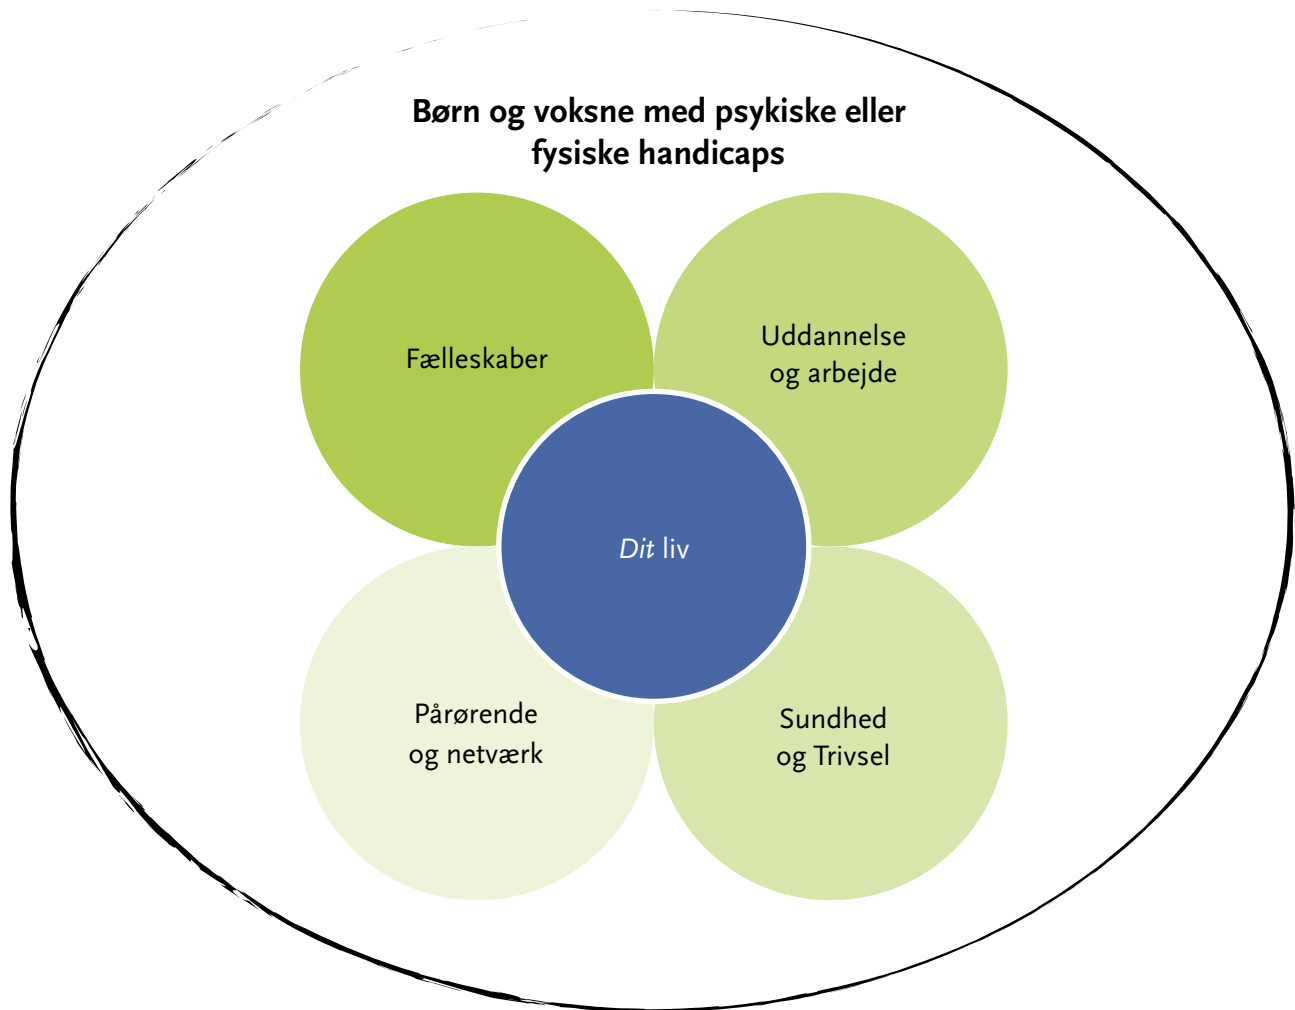 Børn og voksne med psykiske eller
fysiske handicaps
Fælleskaber
Uddannelse
og arbejde
Dit liv
Pårørende
og netværk
Sundhed
og Trivsel